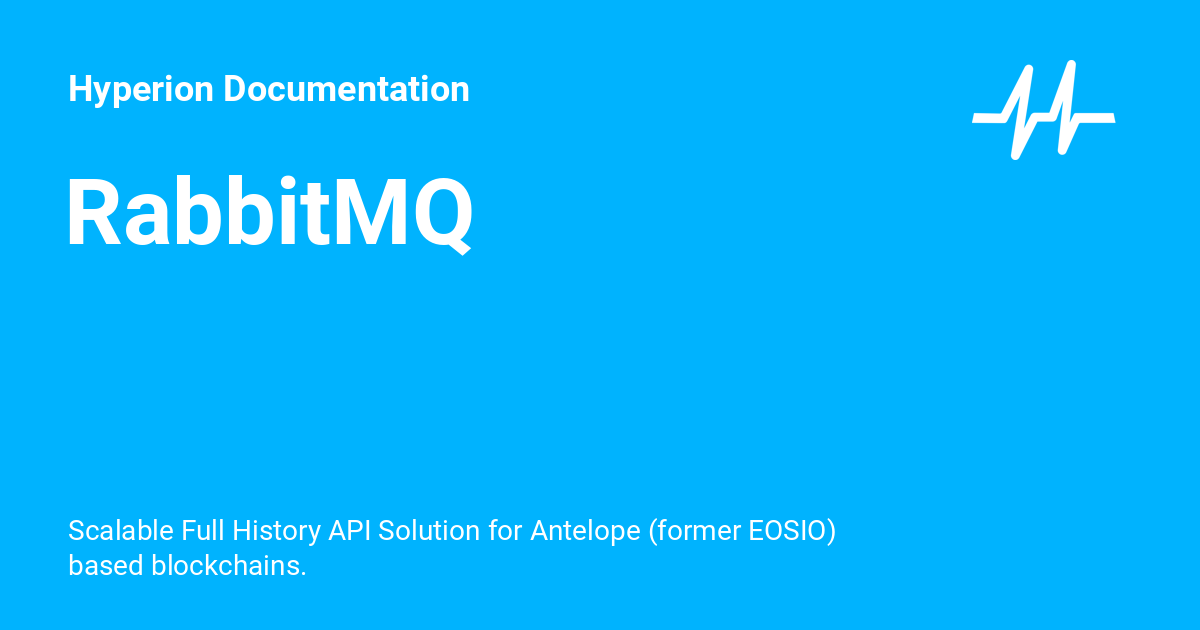 Hyperion Documentation
RabbitMQ
Scalable Full History API Solution for Antelope (former EOSIO)
based blockchains.